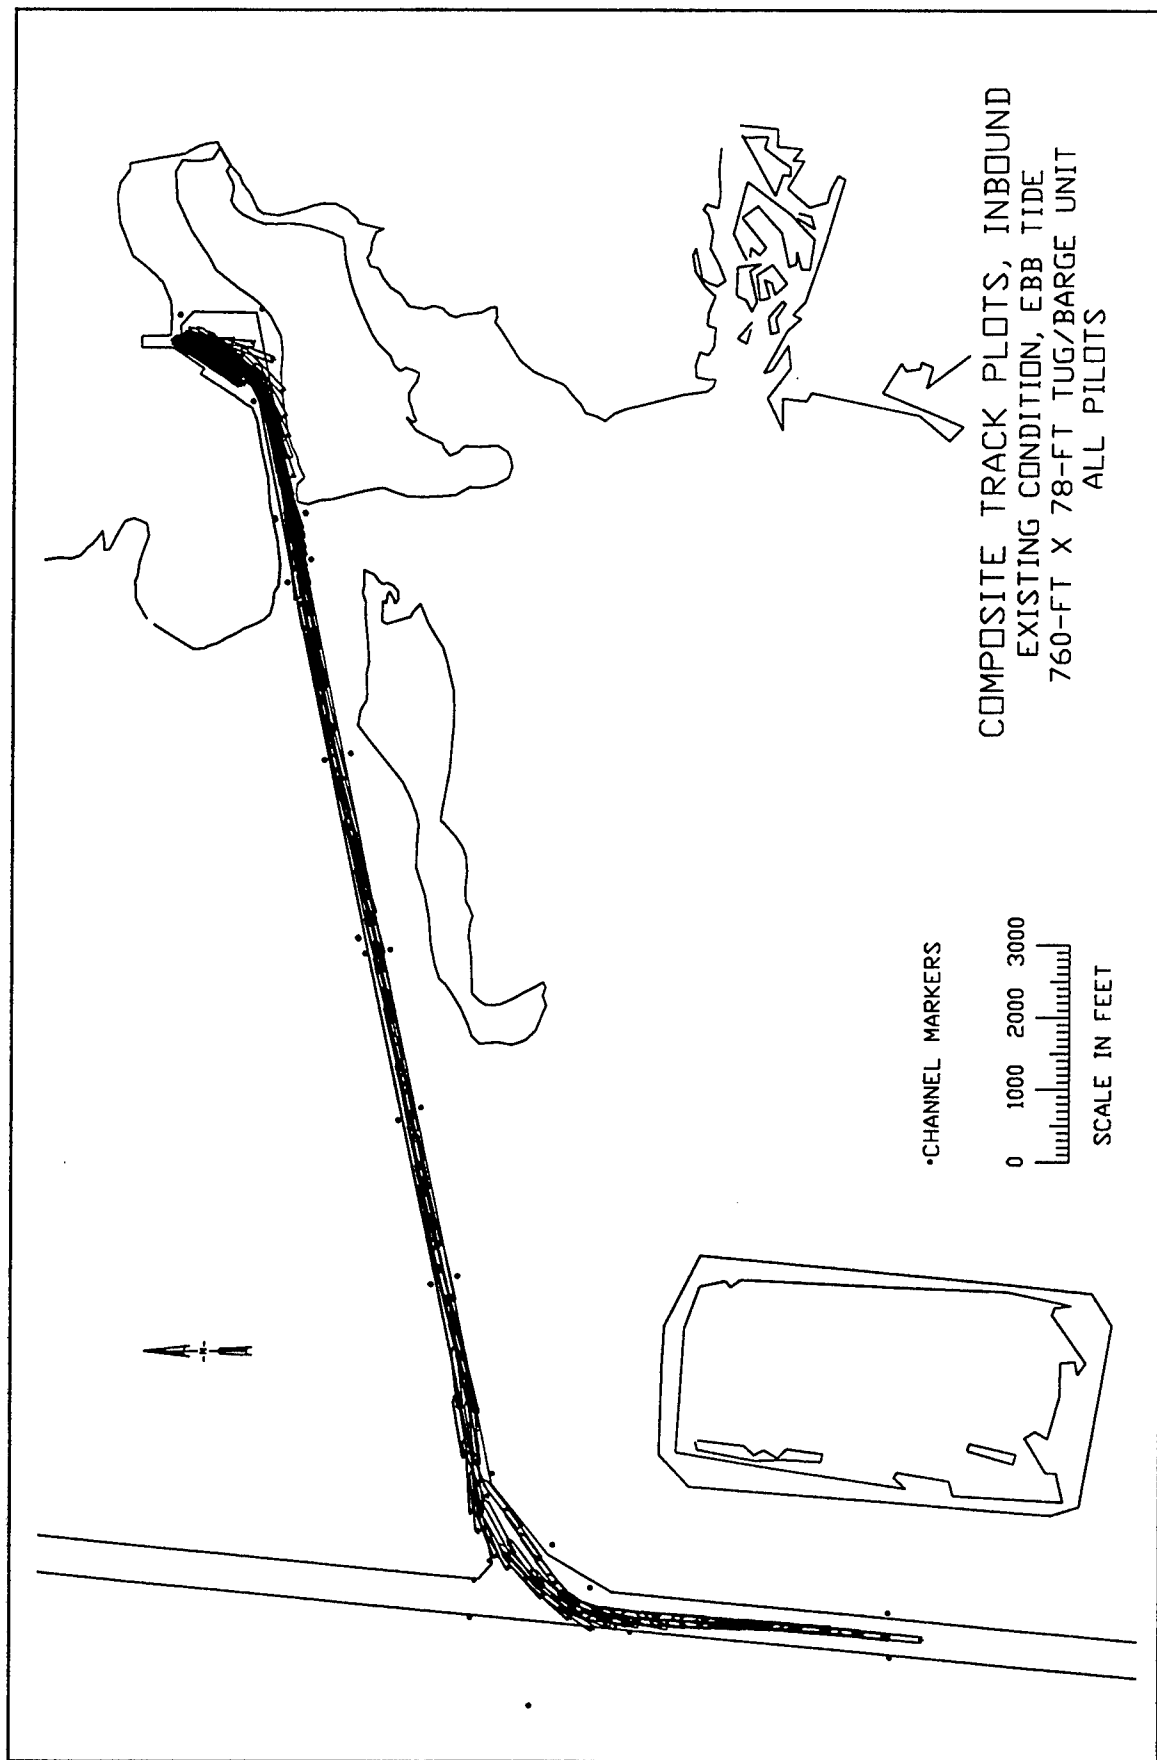 COMPOSITE TRACK PLOTS, INBOUND
EXISTING CONDITION, EBB TIDE
760-FT X 78-FT TUG/BARGE UNIT
ALL PILOTS
•CHANNEL MARKERS
0 1000 2000 3000
SCALE IN FEET
N